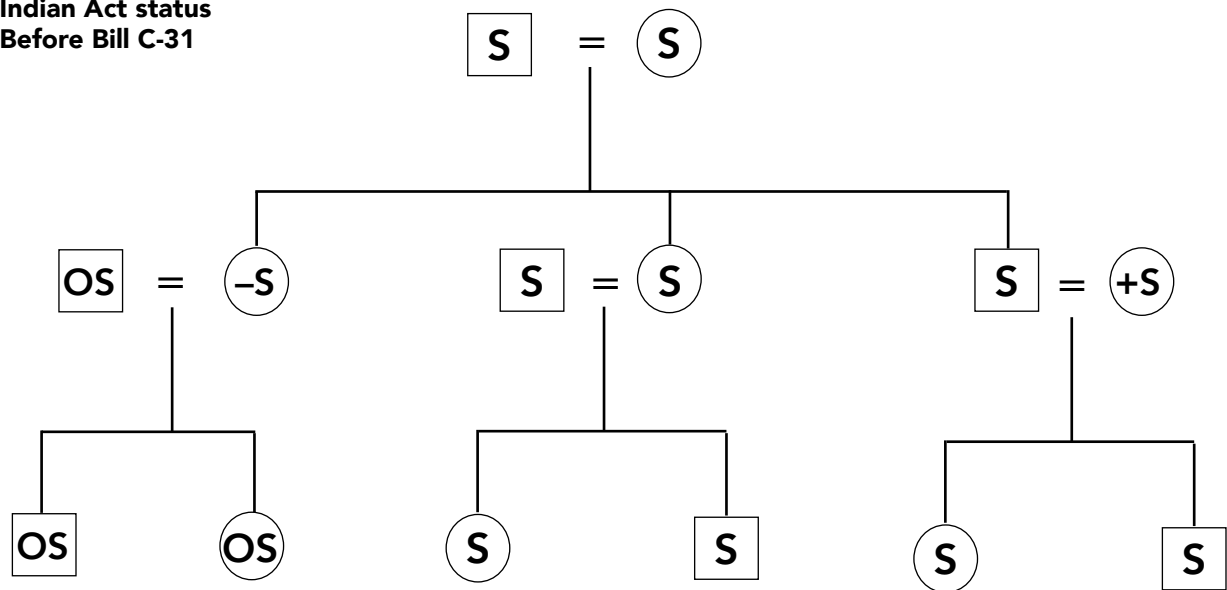 Indian Act status
Before Bill C-31
S = S
OS = –S S = S S = +S
OS OS S S S S